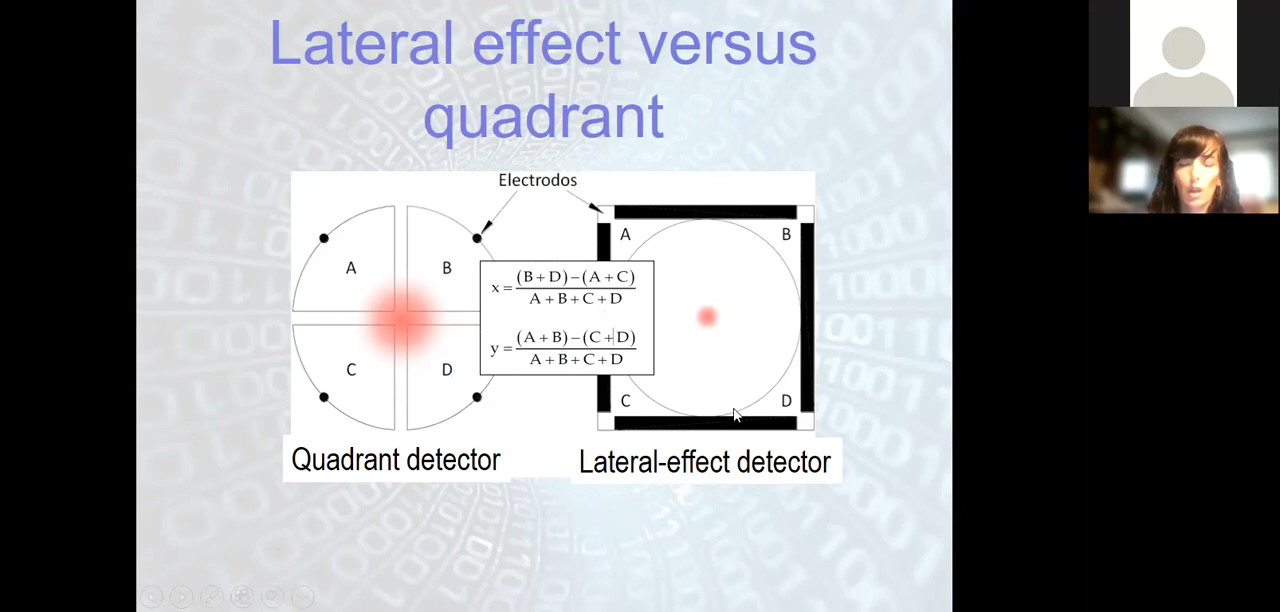 Lateral effect versus
quadrant
Electrodos
A
B
C
D
x = (B+D)−(A+C)
A+B+C+D
y = (A+B)−(C+D)
A+B+C+D
A
B
C
D
Quadrant detector
Lateral-effect detector